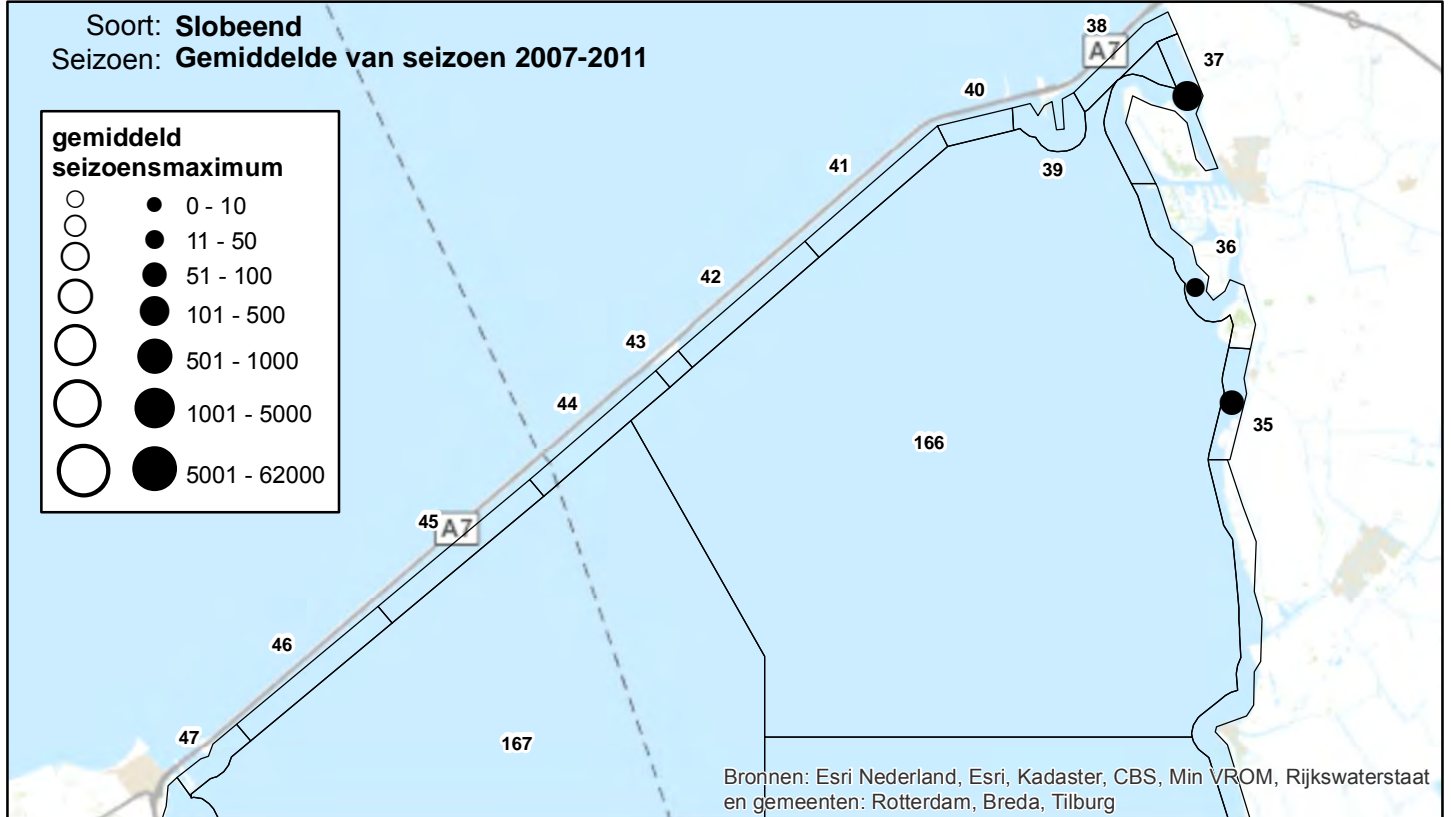 Soort: Slobeend
Seizoen: Gemiddelde van seizoen 2007-2011
gemiddeld
seizoensmaximum
0 - 10
11 - 50
51 - 100
101 - 500
501 - 1000
1001 - 5000
5001 - 62000
38
A7
37
40
41
39
36
42
43
44
35
166
45
A7
46
47
167
Bronnen: Esri Nederland, Esri, Kadaster, CBS, Min VROM, Rijkswaterstaat
en gemeenten: Rotterdam, Breda, Tilburg